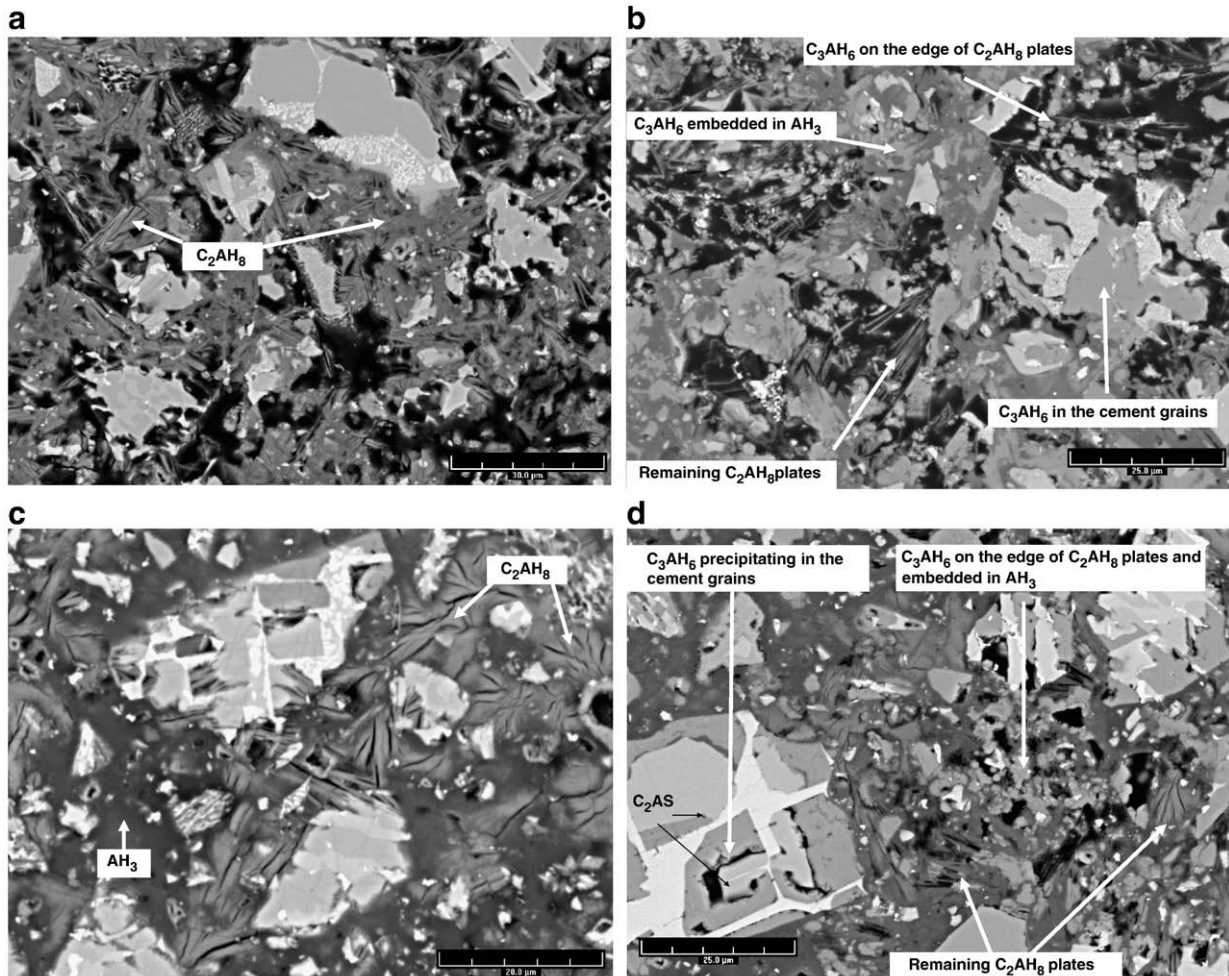 a
C₂AH₈
30.0 µm
b
C₃AH₆ on the edge of C₂AH₈ plates
C₃AH₆ embedded in AH₃
C₃AH₆ in the cement grains
Remaining C₂AH₈plates
25.0 µm
c
C₂AH₈
AH₃
20.0 µm
d
C₃AH₆ precipitating in the
cement grains
C₃AH₆ on the edge of C₂AH₈ plates and
embedded in AH₃
C₂AS
25.0 µm
Remaining C₂AH₈ plates